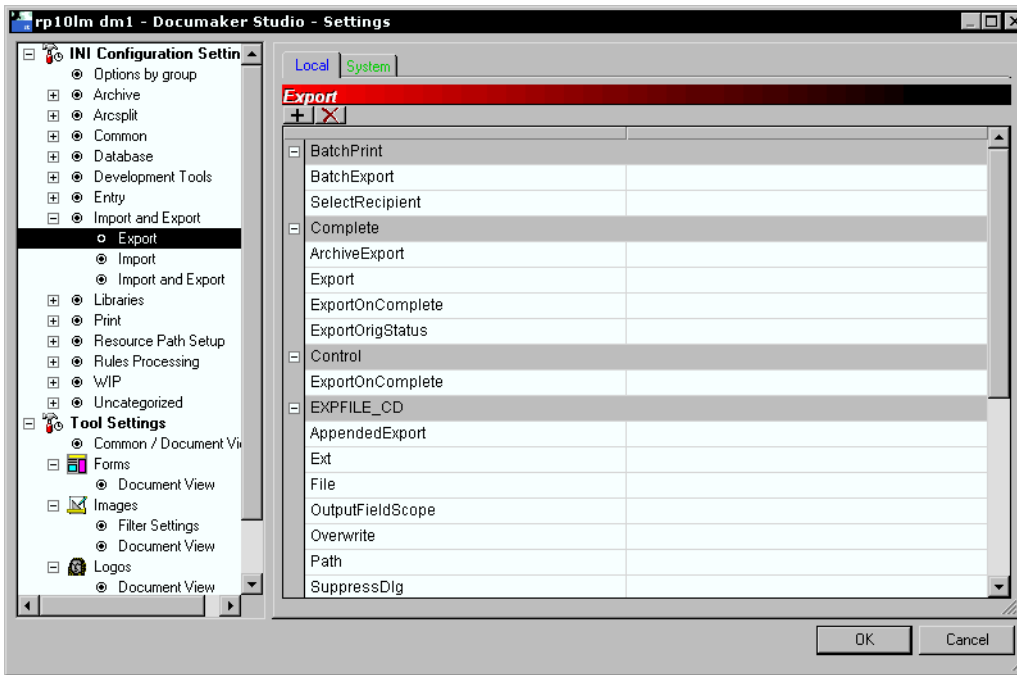 rp10lm dm1 - Documaker Studio - Settings
INI Configuration Settin
Options by group
Archive
Arcsplit
Common
Database
Development Tools
Entry
Import and Export
Export
Import
Import and Export
Libraries
Print
Resource Path Setup
Rules Processing
WIP
Uncategorized
Tool Settings
Common / Document Vi
Forms
Document View
Images
Filter Settings
Document View
Logos
Document View
Local System
Export
BatchPrint
BatchExport
SelectRecipient
Complete
ArchiveExport
Export
ExportOnComplete
ExportOrigStatus
Control
ExportOnComplete
EXPFILE_CD
AppendedExport
Ext
File
OutputFieldScope
Overwrite
Path
SuppressDlg
OK Cancel